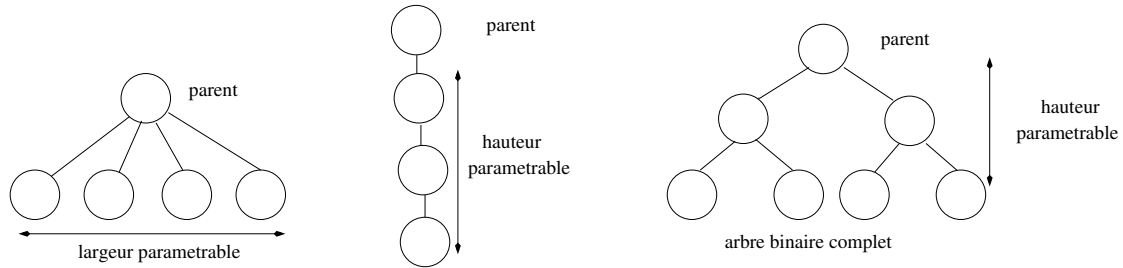 parent
largeur parametrable
parent
hauteur
parametrable
parent
hauteur
parametrable
arbre binaire complet